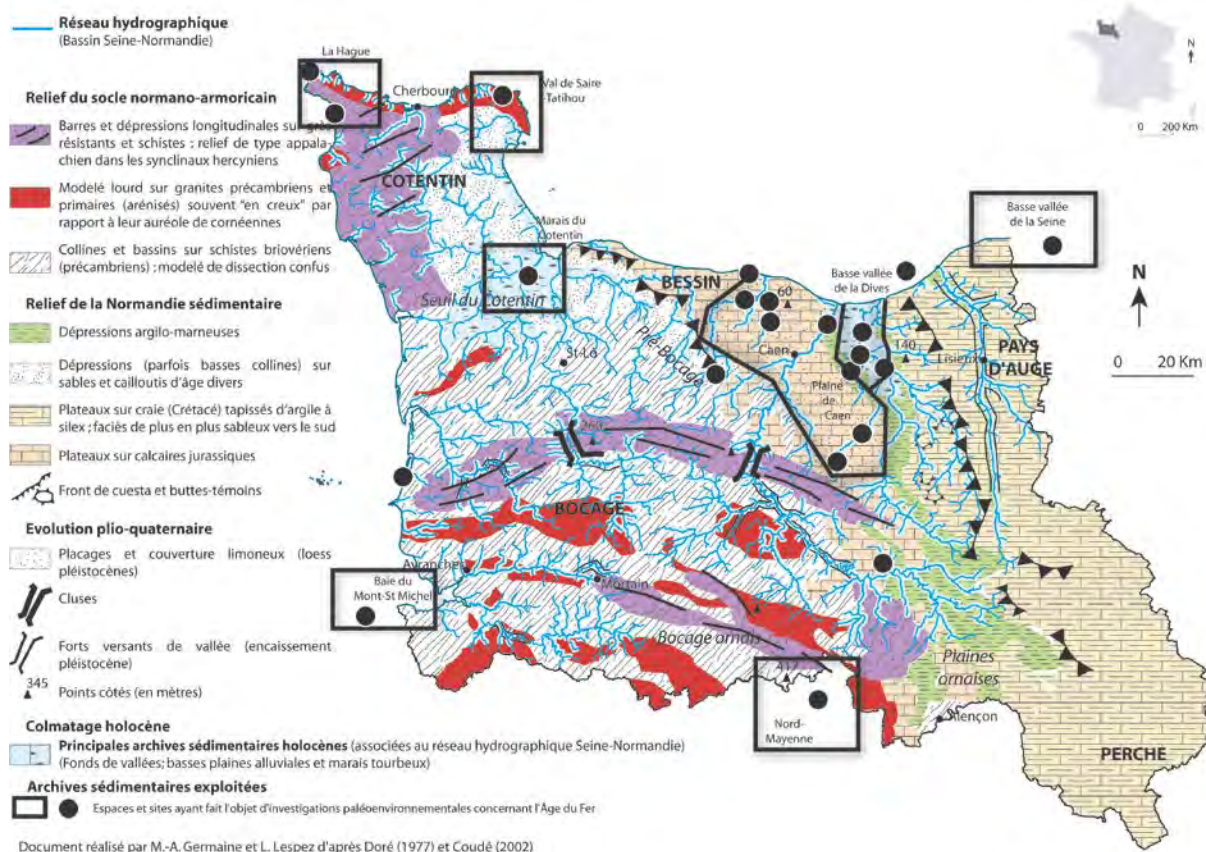 Réseau hydrographique
(Bassin Seine-Normandie)
Relief du socle normano-armoricain
Barres et dépressions longitudinales sur grès
résistants et schistes : relief de type appala-
chien dans les synclinaux hercyniens
Modelé lourd sur granites précambriens et
primaires (arénisés) souvent "en creux" par
rapport à leur auréole de cornéennes
Collines et bassins sur schistes briovériens
(précambriens) ; modelé de dissection confus
Relief de la Normandie sédimentaire
Dépressions argilo-marneuses
Dépressions (parfois basses collines) sur
sables et cailloutis d'âge divers
Plateaux sur craie (Crétacé) tapissés d'argile à
silex ; faciès de plus en plus sableux vers le sud
Plateaux sur calcaires jurassiques
Front de cuesta et buttes-témoins
Evolution plio-quaternaire
Placages et couverture limoneux (loess
pléistocènes)
Cluses
Forts versants de vallée (encaissement
pléistocène)
345
Points côtés (en mètres)
Colmatage holocène
Principales archives sédimentaires holocènes (associées au réseau hydrographique Seine-Normandie)
(Fonds de vallées; basses plaines alluviales et marais tourbeux)
Archives sédimentaires exploitées
Espaces et sites ayant fait l'objet d'investigations paléoenvironnementales concernant l'Âge du Fer
Document réalisé par M.-A. Germaine et L. Lespez d'après Doré (1977) et Coudé (2002)
La Hague
Cherbourg
Val de Saire
-Tatihou
COTENTIN
Marais du
Cotentin
Seuil du Cotentin
BESSIN
60
Basse vallée
de la Dives
Basse vallée
de la Seine
N
0 200 Km
N
0 20 Km
140
Lisieux
PAYS
D'AUGE
St-Lô
Pré-Bocage
Caen
Plaine
de
Caen
260
BOCAGE
Avranches
Baie du
Mont-St Michel
Mortain
Bocage ornais
Nord-
Mayenne
Plaines
ornaises
Alençon
PERCHE